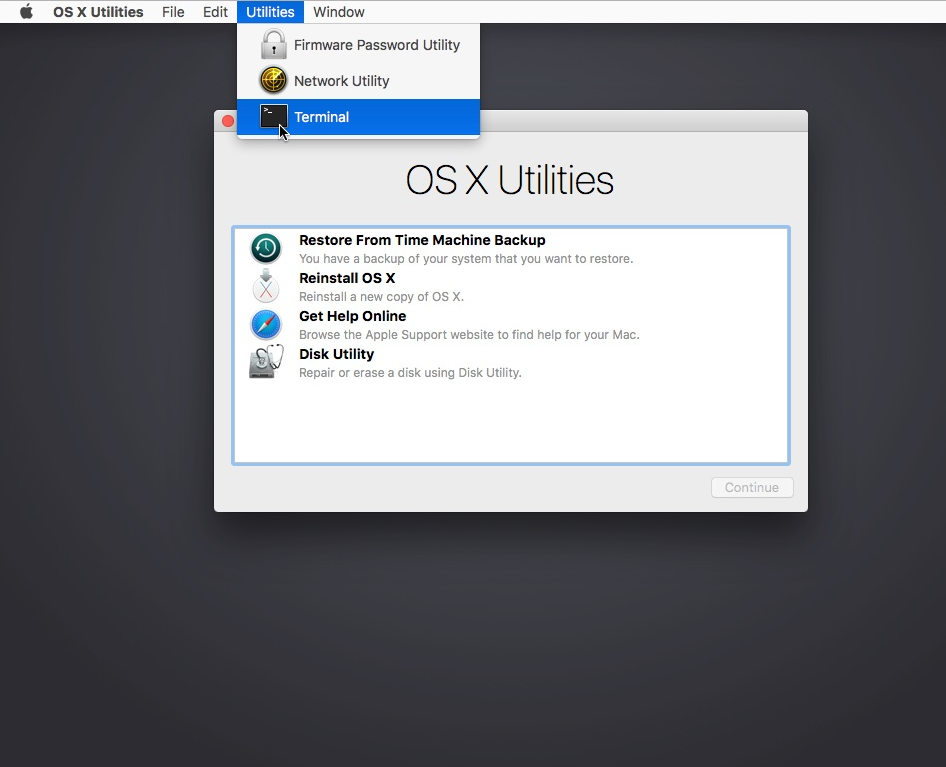 OS X Utilities File Edit Utilities Window
Firmware Password Utility
Network Utility
>_ Terminal
OS X Utilities
Restore From Time Machine Backup
You have a backup of your system that you want to restore.
Reinstall OS X
Reinstall a new copy of OS X.
Get Help Online
Browse the Apple Support website to find help for your Mac.
Disk Utility
Repair or erase a disk using Disk Utility.
Continue